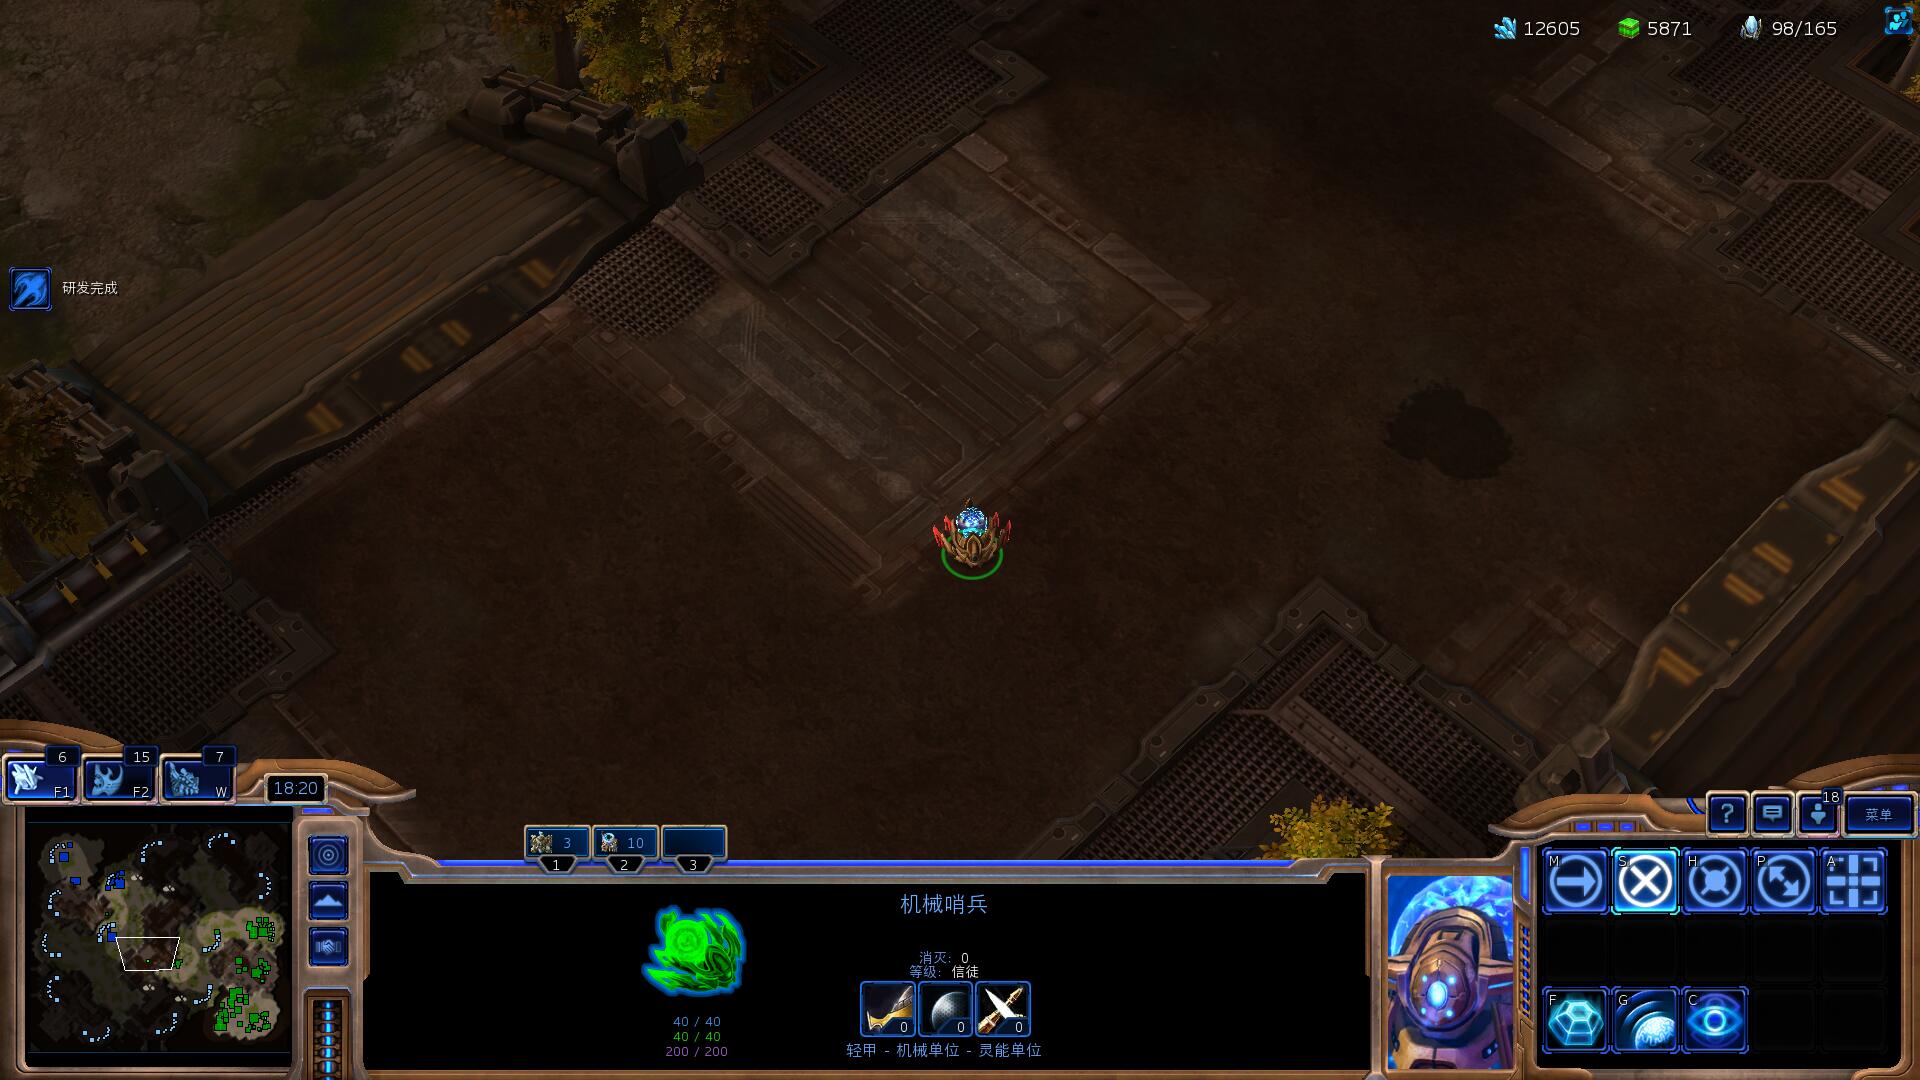 12605 5871 98/165
研发完成
6 15 7
F1 F2 W
18:20
18
? 菜单
3 10
1 2 3
机械哨兵
消灭: 0
等级: 信徒
0 0 0
40 / 40
40 / 40
200 / 200
轻甲 - 机械单位 - 灵能单位
M S H P A
F G C